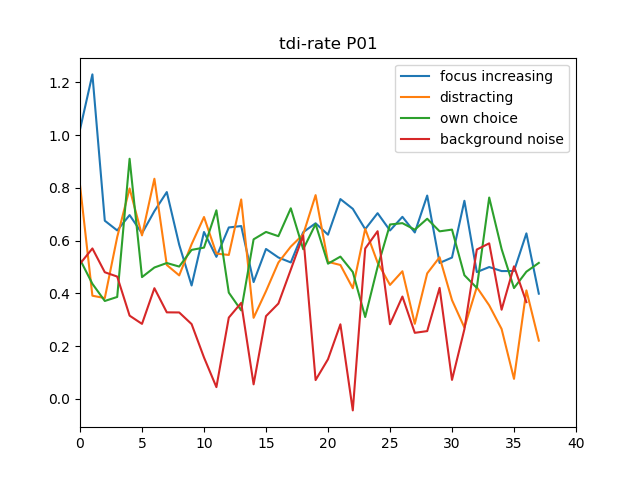 tdi-rate P01
focus increasing
distracting
own choice
background noise
1.2
1.0
0.8
0.6
0.4
0.2
0.0
0 5 10 15 20 25 30 35 40